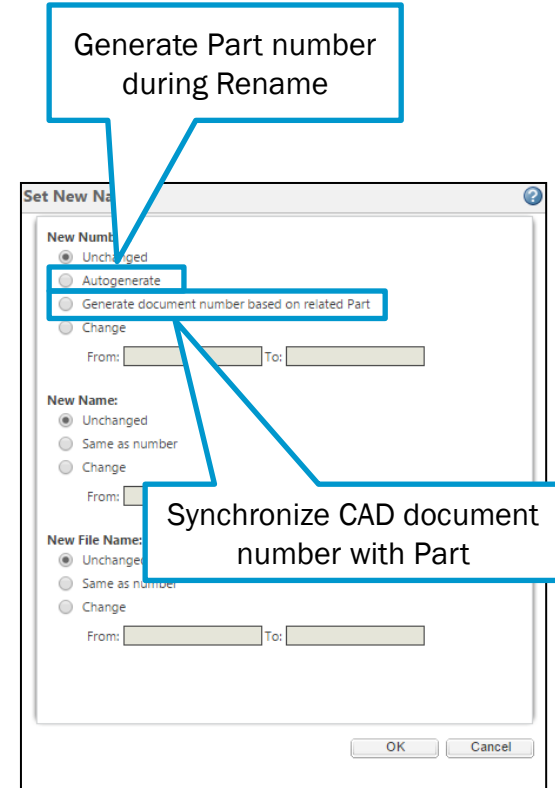 Generate Part number
during Rename
Set New Na
New Numb
Unchanged
Autogenerate
Generate document number based on related Part
Change
From: To:
New Name:
Unchanged
Same as number
Change
From:
Synchronize CAD document
number with Part
New File Name:
Unchanged
Same as number
Change
From: To:
OK Cancel